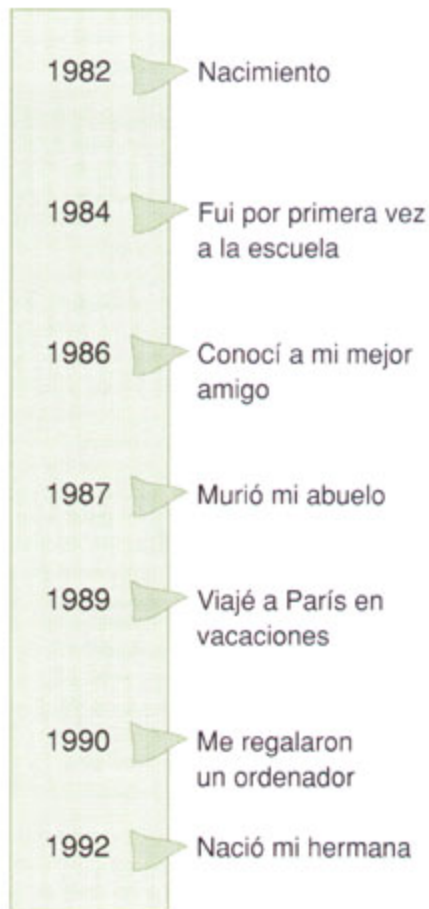 1982 Nacimiento
1984 Fui por primera vez
a la escuela
1986 Conocí a mi mejor
amigo
1987 Murió mi abuelo
1989 Viajé a París en
vacaciones
1990 Me regalaron
un ordenador
1992 Nació mi hermana